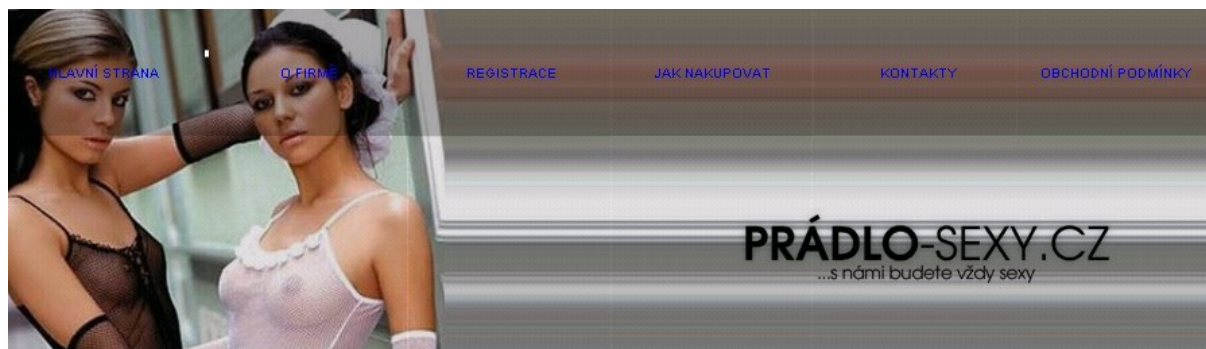 HLAVNÍ STRANA O FIRMĚ REGISTRACE JAK NAKUPOVAT KONTAKTY OBCHODNÍ PODMÍNKY
PRÁDLO-SEXY.CZ
...s námi budete vždy sexy